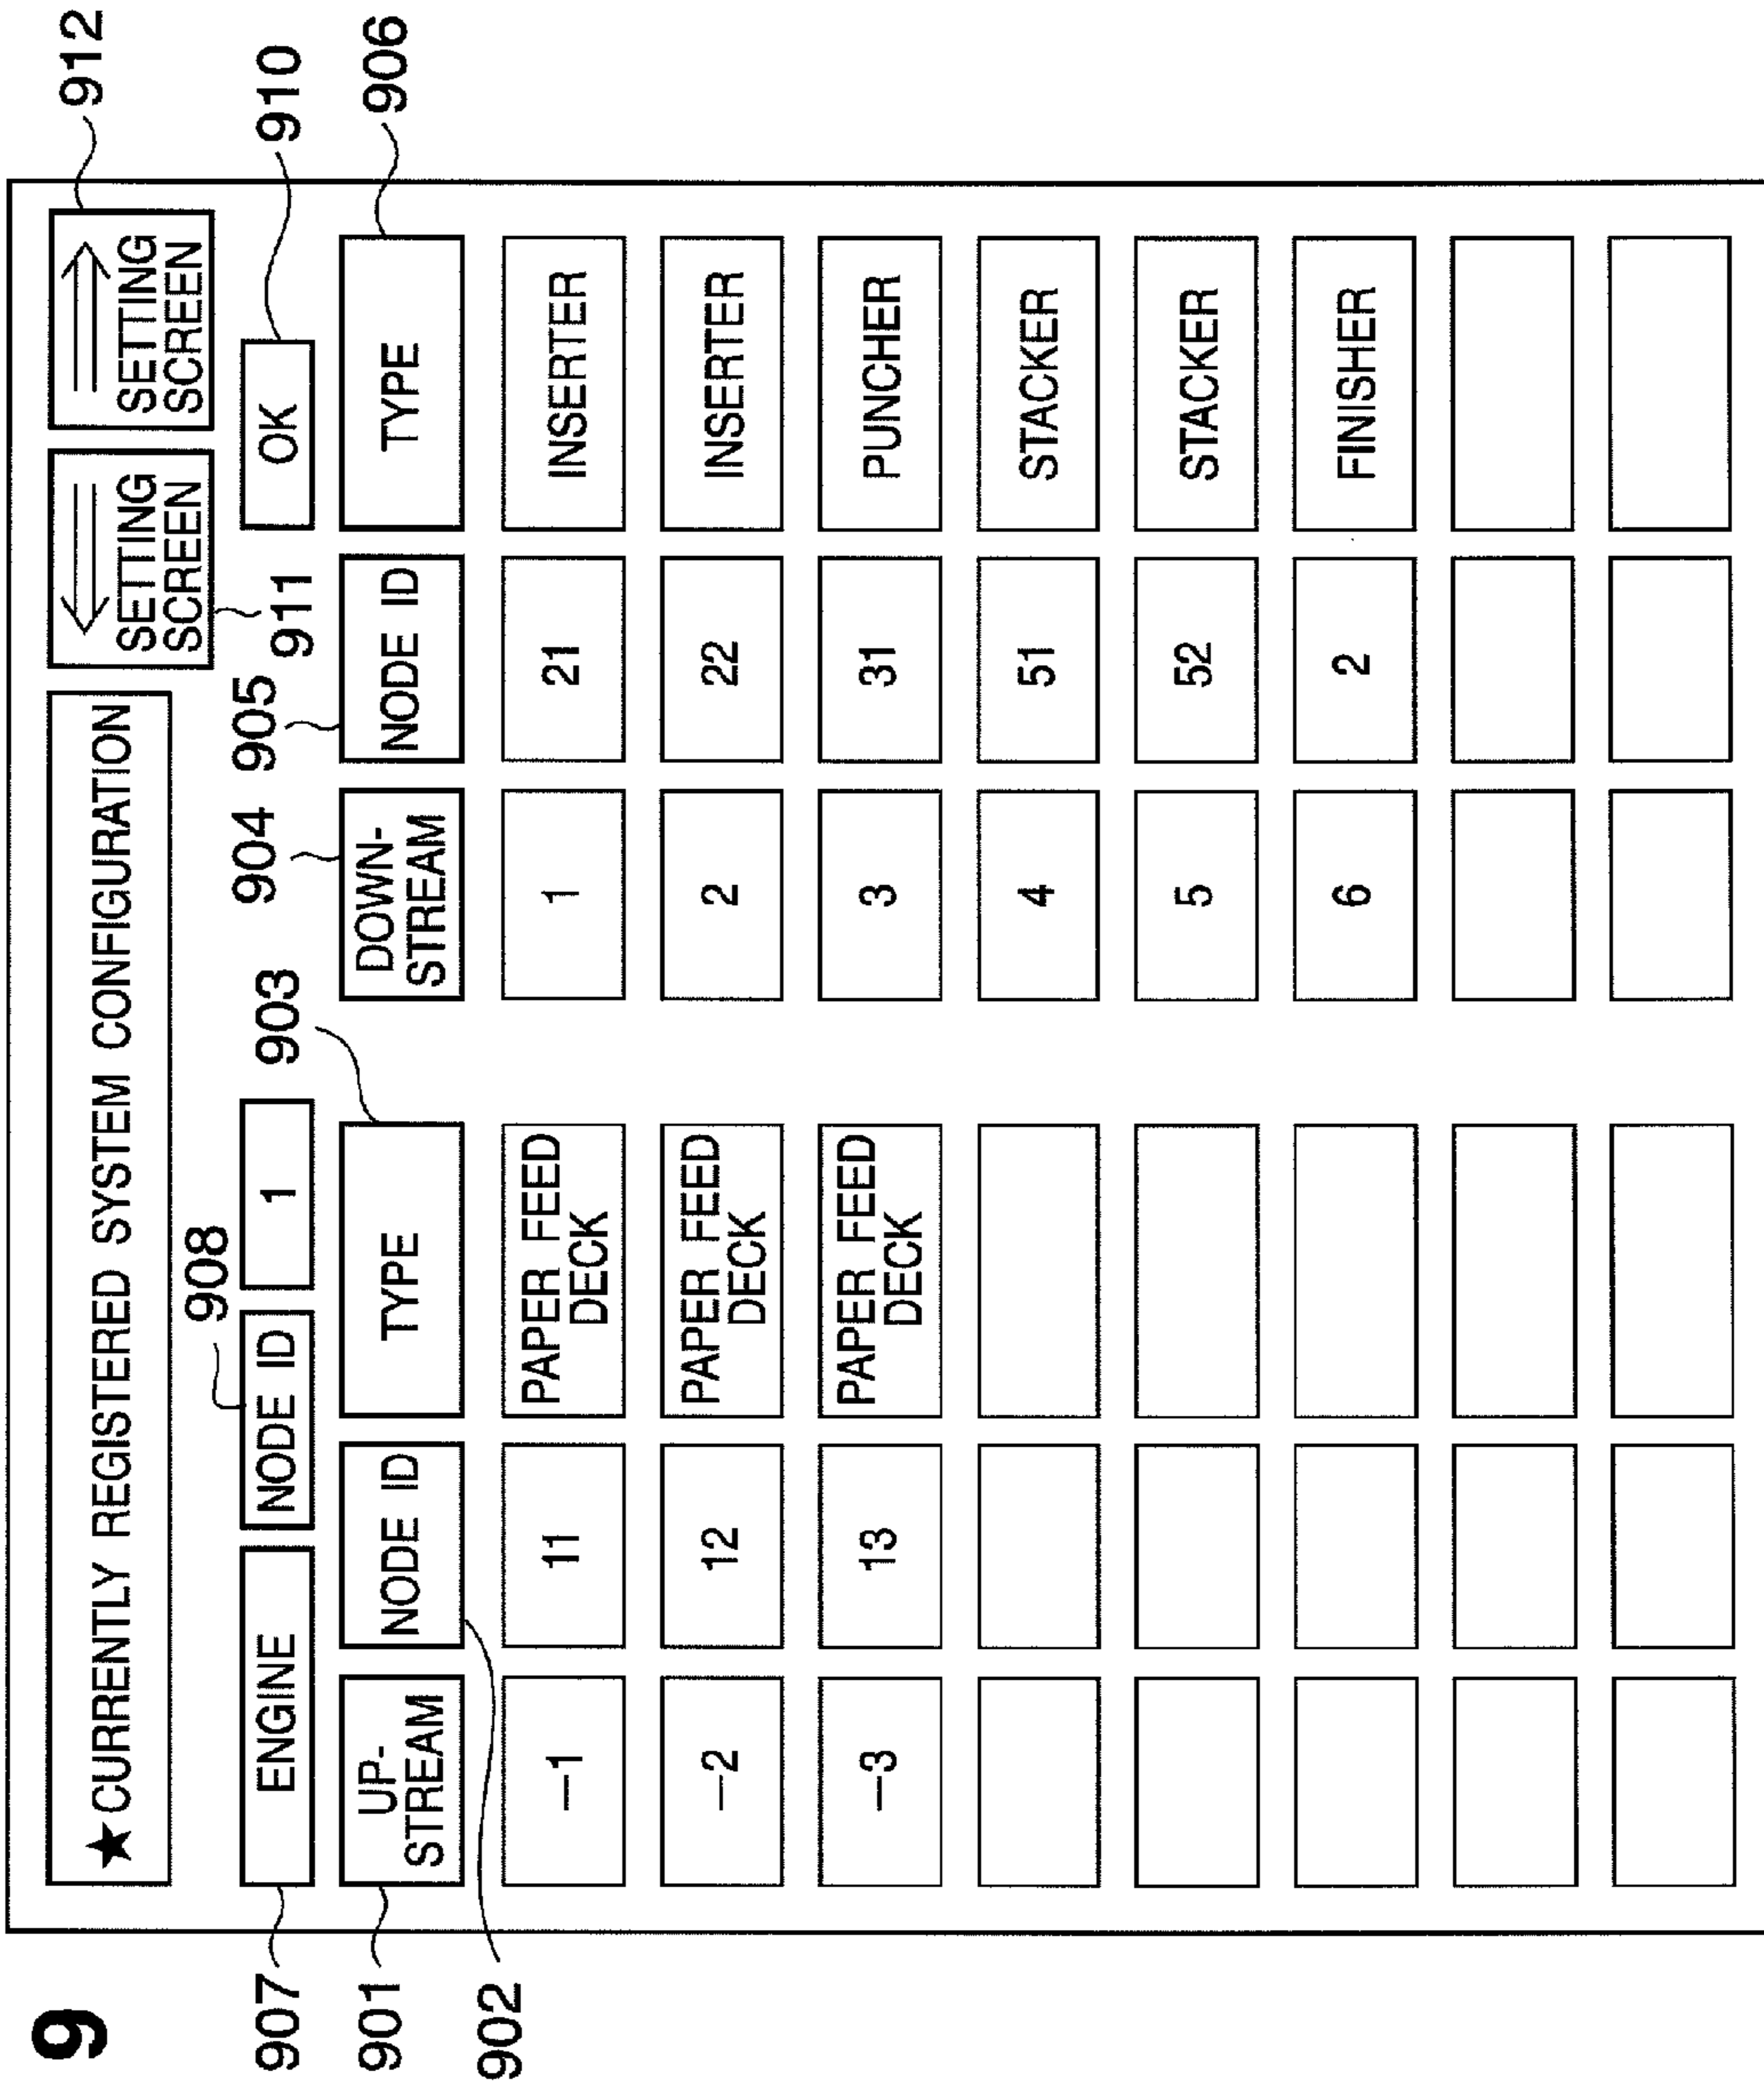 9
★ CURRENTLY REGISTERED SYSTEM CONFIGURATION
SETTING
SCREEN
SETTING
SCREEN
912
911
907
ENGINE
908
NODE ID
1
OK
910
901
UP-
STREAM
902
NODE ID
903
TYPE
904
DOWN-
STREAM
905
NODE ID
906
TYPE
—1
11
PAPER FEED
DECK
1
21
INSERTER
—2
12
PAPER FEED
DECK
2
22
INSERTER
—3
13
PAPER FEED
DECK
3
31
PUNCHER
4
51
STACKER
5
52
STACKER
6
2
FINISHER